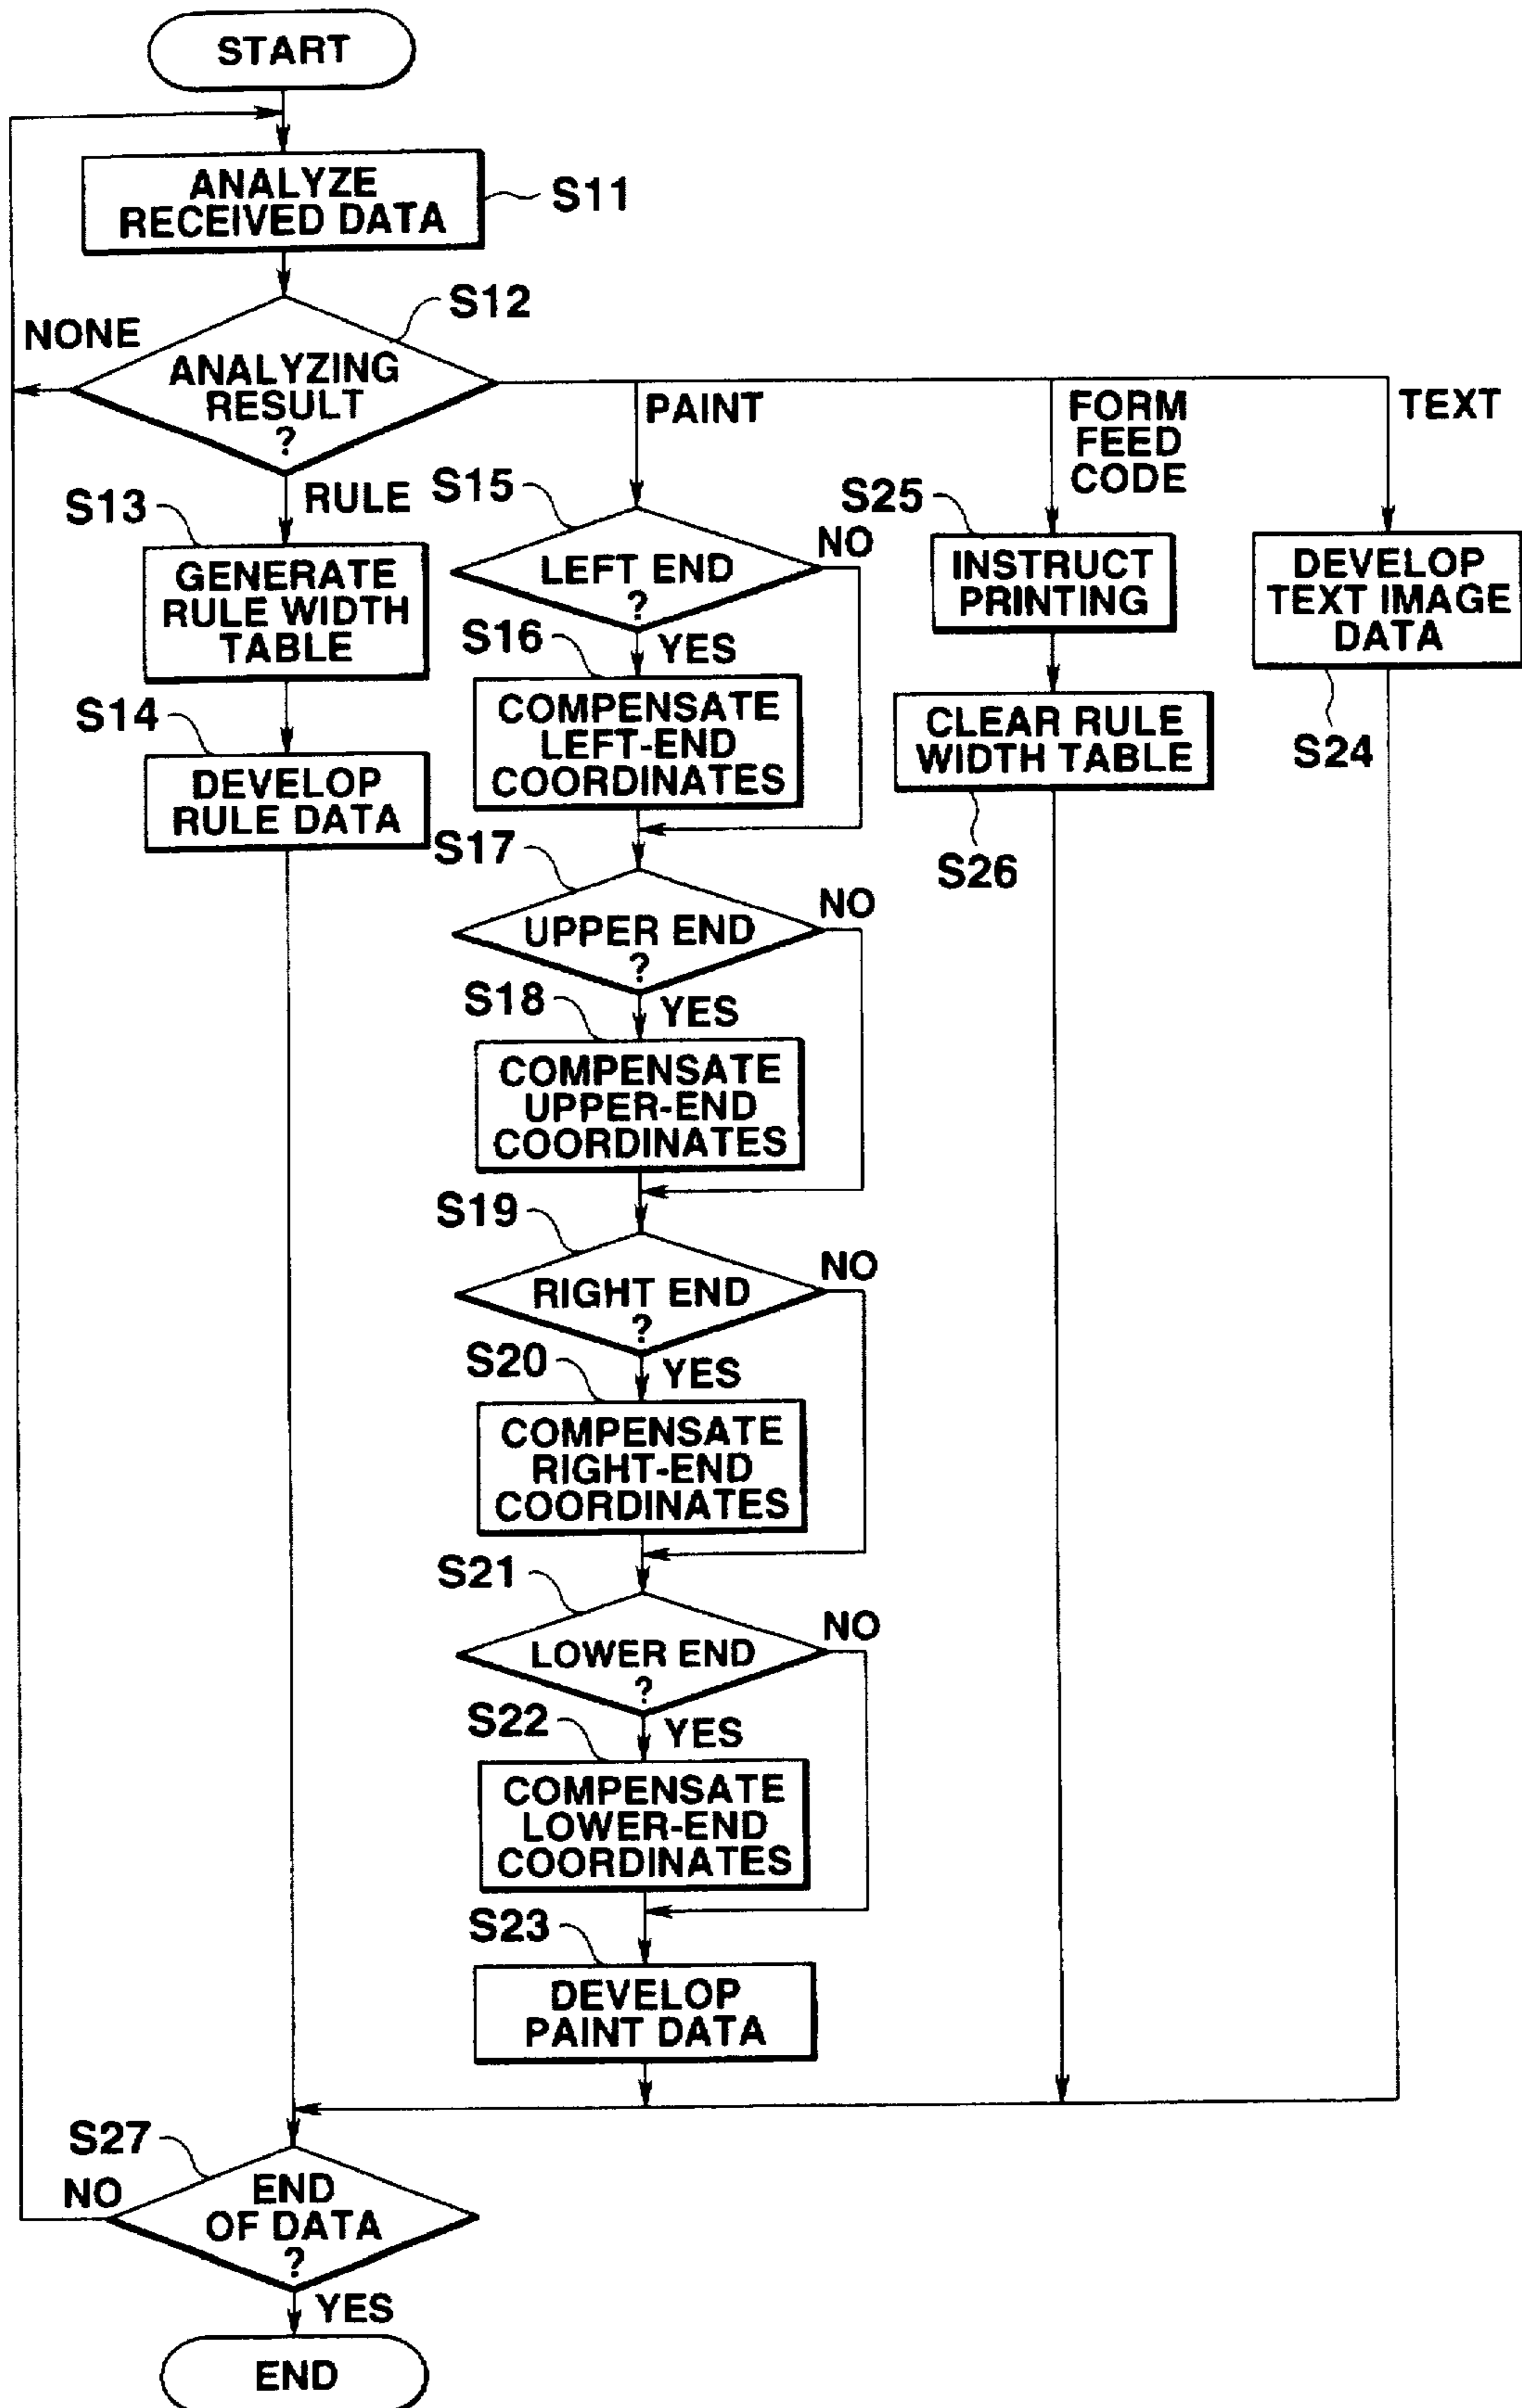 START
ANALYZE
RECEIVED DATA
S11
S12
NONE
ANALYZING
RESULT
?
PAINT
FORM
FEED
CODE
TEXT
RULE
S13
GENERATE
RULE WIDTH
TABLE
S14
DEVELOP
RULE DATA
S15
LEFT END
?
NO
YES
S16
COMPENSATE
LEFT-END
COORDINATES
S17
UPPER END
?
NO
YES
S18
COMPENSATE
UPPER-END
COORDINATES
S19
RIGHT END
?
NO
YES
S20
COMPENSATE
RIGHT-END
COORDINATES
S21
LOWER END
?
NO
YES
S22
COMPENSATE
LOWER-END
COORDINATES
S23
DEVELOP
PAINT DATA
S25
INSTRUCT
PRINTING
CLEAR RULE
WIDTH TABLE
S26
DEVELOP
TEXT IMAGE
DATA
S24
S27
END
OF DATA
?
NO
YES
END